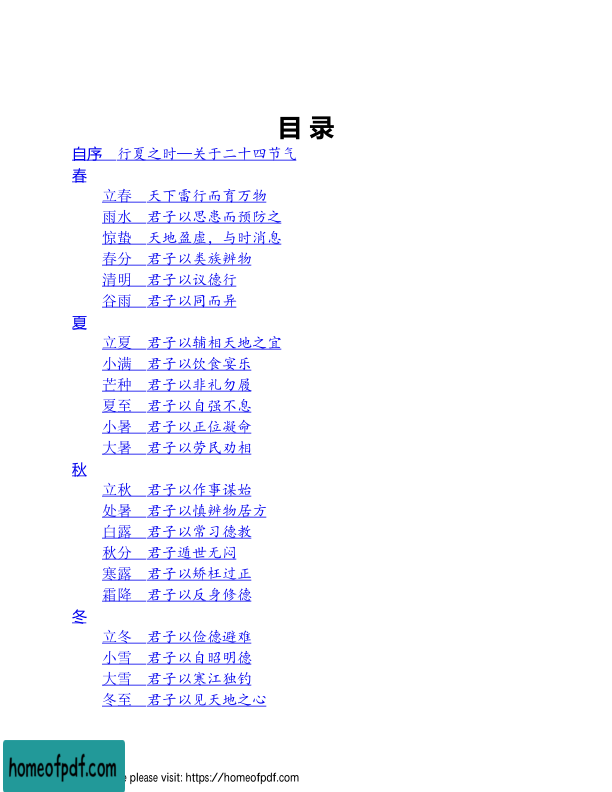 目 录
自序 行夏之时—关于二十四节气
春
立春 天下雷行而育万物
雨水 君子以思患而预防之
惊蛰 天地盈虚，与时消息
春分 君子以类族辨物
清明 君子以议德行
谷雨 君子以同而异
夏
立夏 君子以辅相天地之宜
小满 君子以饮食宴乐
芒种 君子以非礼勿履
夏至 君子以自强不息
小暑 君子以正位凝命
大暑 君子以劳民劝相
秋
立秋 君子以作事谋始
处暑 君子以慎辨物居方
白露 君子以常习德教
秋分 君子遁世无闷
寒露 君子以矫枉过正
霜降 君子以反身修德
冬
立冬 君子以俭德避难
小雪 君子以自昭明德
大雪 君子以寒江独钓
冬至 君子以见天地之心
homeofpdf.com
please visit: https://homeofpdf.com